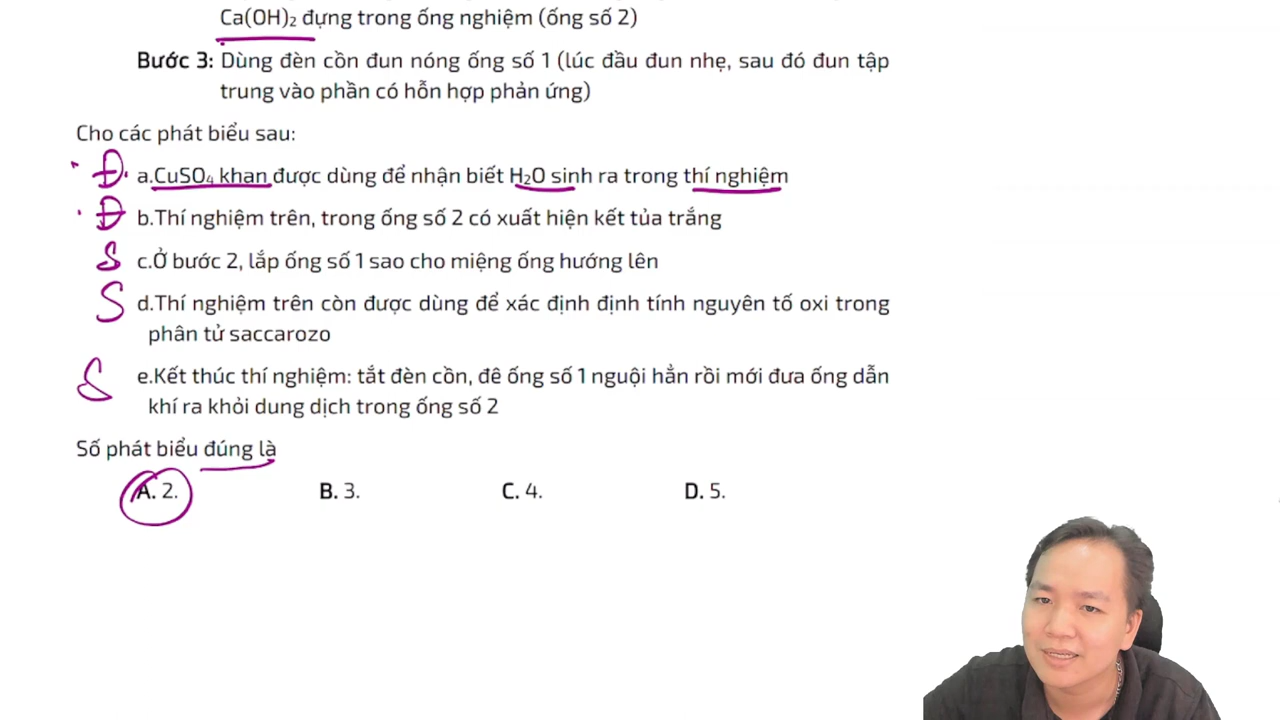 Ca(OH)₂ đựng trong ống nghiệm (ống số 2)
Bước 3: Dùng đèn cồn đun nóng ống số 1 (lúc đầu đun nhẹ, sau đó đun tập
trung vào phần có hỗn hợp phản ứng)
Cho các phát biểu sau:
Đ a.CuSO₄ khan được dùng để nhận biết H₂O sinh ra trong thí nghiệm
Đ b.Thí nghiệm trên, trong ống số 2 có xuất hiện kết tủa trắng
S c.Ở bước 2, lắp ống số 1 sao cho miệng ống hướng lên
S d.Thí nghiệm trên còn được dùng để xác định định tính nguyên tố oxi trong
phân tử saccarozo
S e.Kết thúc thí nghiệm: tắt đèn cồn, đê ống số 1 nguội hẳn rồi mới đưa ống dẫn
khí ra khỏi dung dịch trong ống số 2
Số phát biểu đúng là
A. 2. B. 3. C. 4. D. 5.